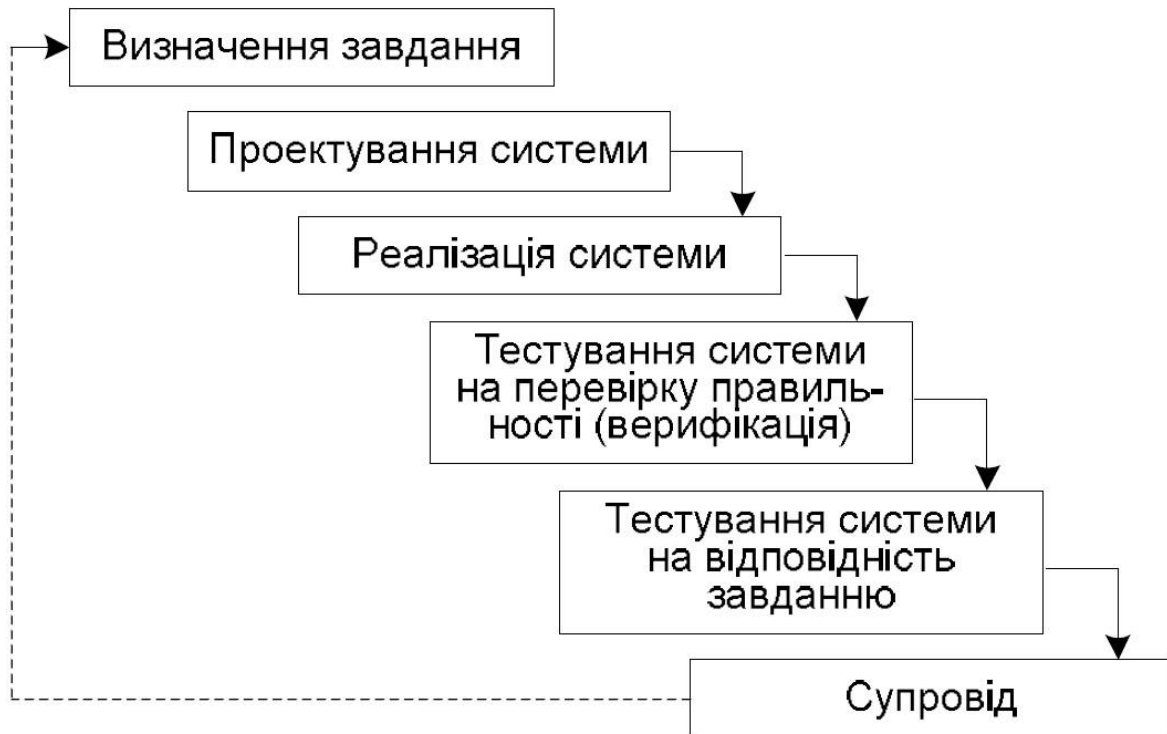 Визначення завдання
Проектування системи
Реалізація системи
Тестування системи
на перевірку правиль-
ності (верифікація)
Тестування системи
на відповідність
завданню
Супровід